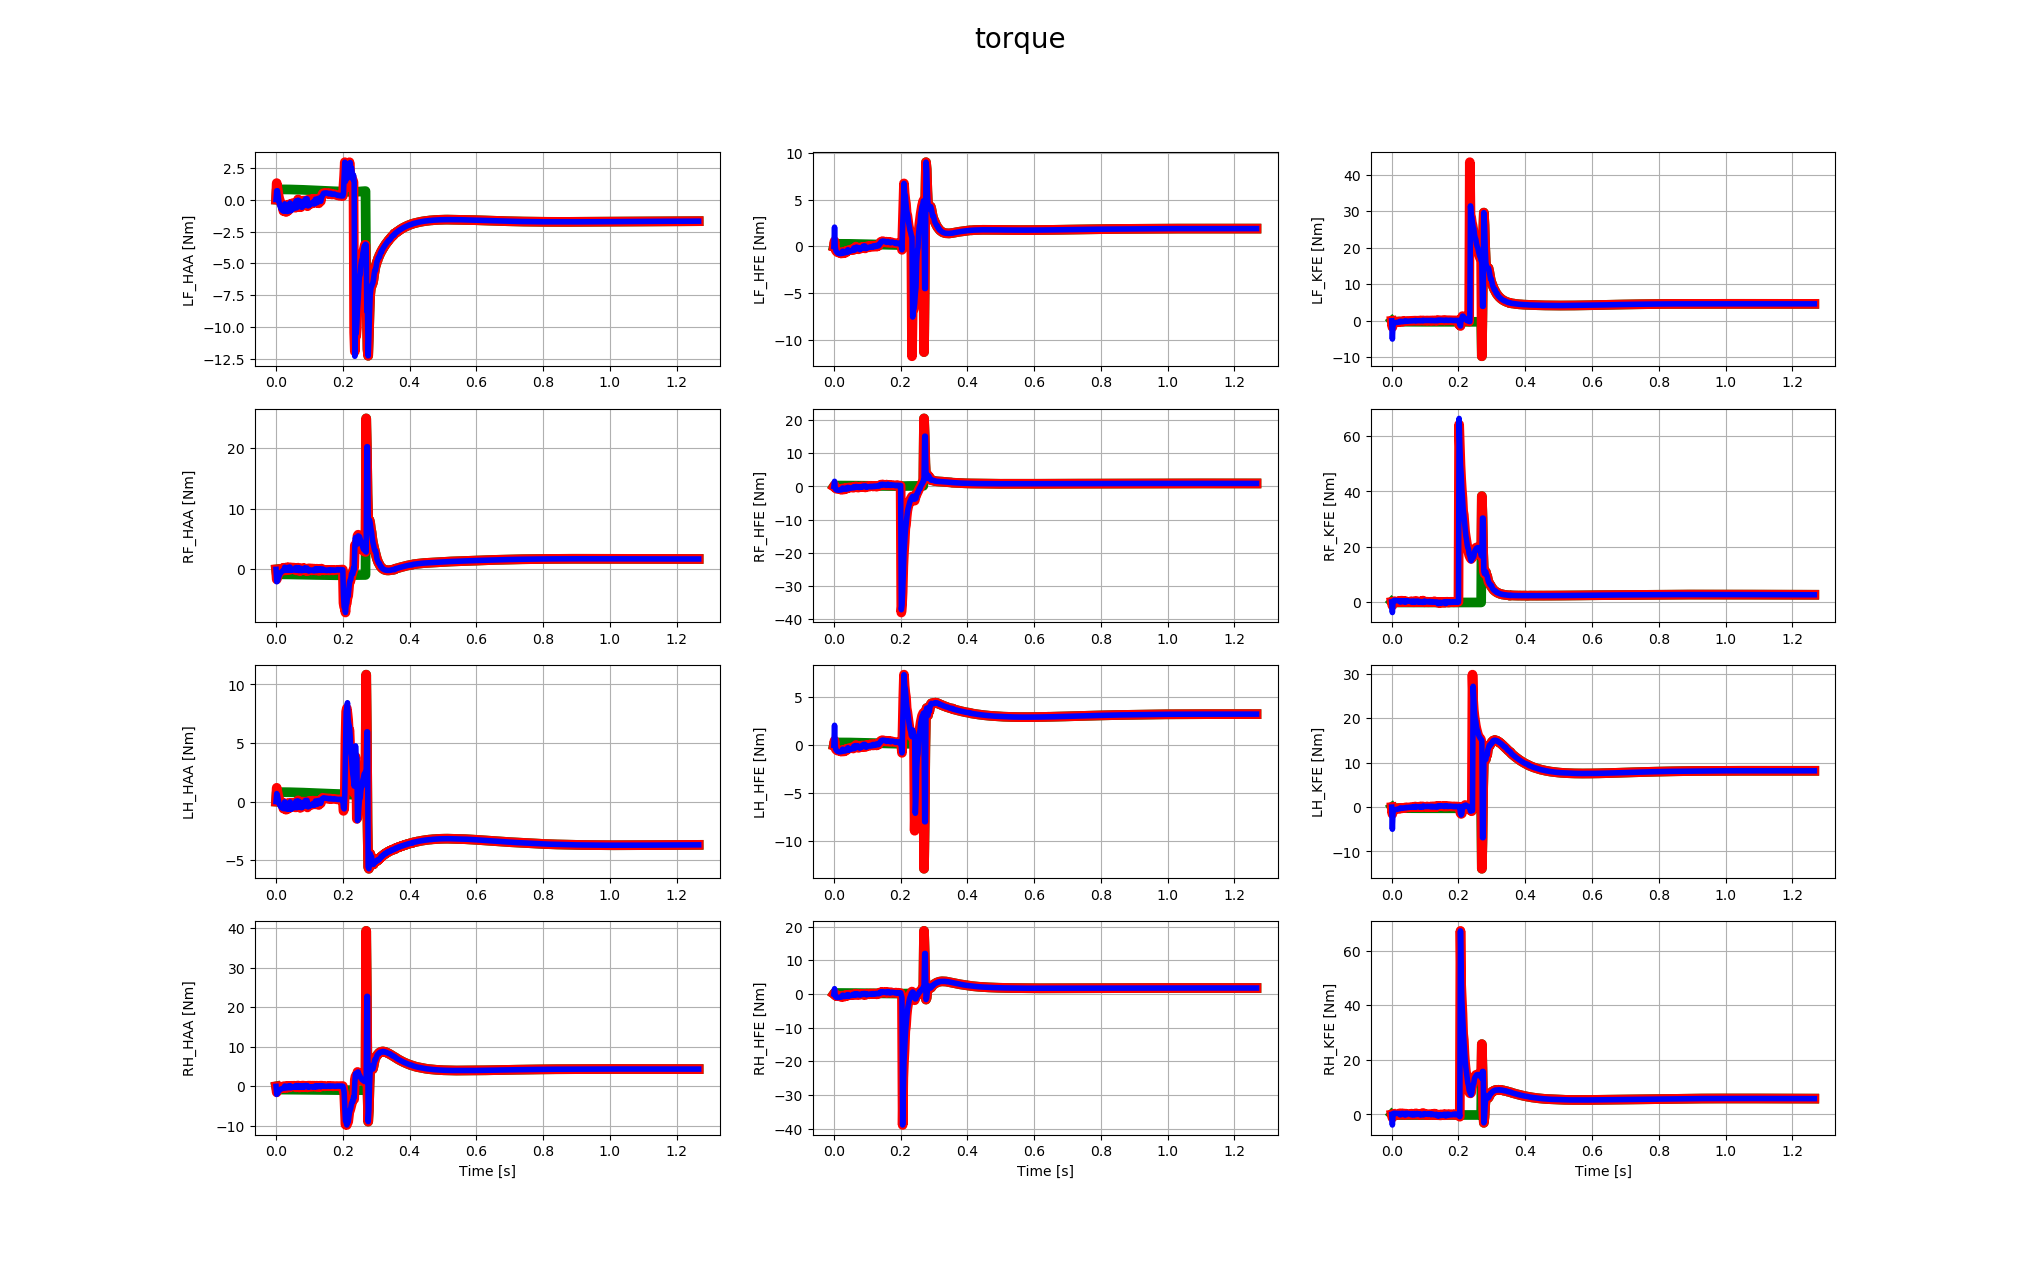 torque
LF_HAA [Nm]
2.5
0.0
−2.5
−5.0
−7.5
−10.0
−12.5
0.0 0.2 0.4 0.6 0.8 1.0 1.2
LF_HFE [Nm]
10
5
0
−5
−10
0.0 0.2 0.4 0.6 0.8 1.0 1.2
LF_KFE [Nm]
40
30
20
10
0
−10
0.0 0.2 0.4 0.6 0.8 1.0 1.2
RF_HAA [Nm]
20
10
0
0.0 0.2 0.4 0.6 0.8 1.0 1.2
RF_HFE [Nm]
20
10
0
−10
−20
−30
−40
0.0 0.2 0.4 0.6 0.8 1.0 1.2
RF_KFE [Nm]
60
40
20
0
0.0 0.2 0.4 0.6 0.8 1.0 1.2
LH_HAA [Nm]
10
5
0
−5
0.0 0.2 0.4 0.6 0.8 1.0 1.2
LH_HFE [Nm]
5
0
−5
−10
0.0 0.2 0.4 0.6 0.8 1.0 1.2
LH_KFE [Nm]
30
20
10
0
−10
0.0 0.2 0.4 0.6 0.8 1.0 1.2
RH_HAA [Nm]
40
30
20
10
0
−10
0.0 0.2 0.4 0.6 0.8 1.0 1.2
Time [s]
RH_HFE [Nm]
20
10
0
−10
−20
−30
−40
0.0 0.2 0.4 0.6 0.8 1.0 1.2
Time [s]
RH_KFE [Nm]
60
40
20
0
0.0 0.2 0.4 0.6 0.8 1.0 1.2
Time [s]